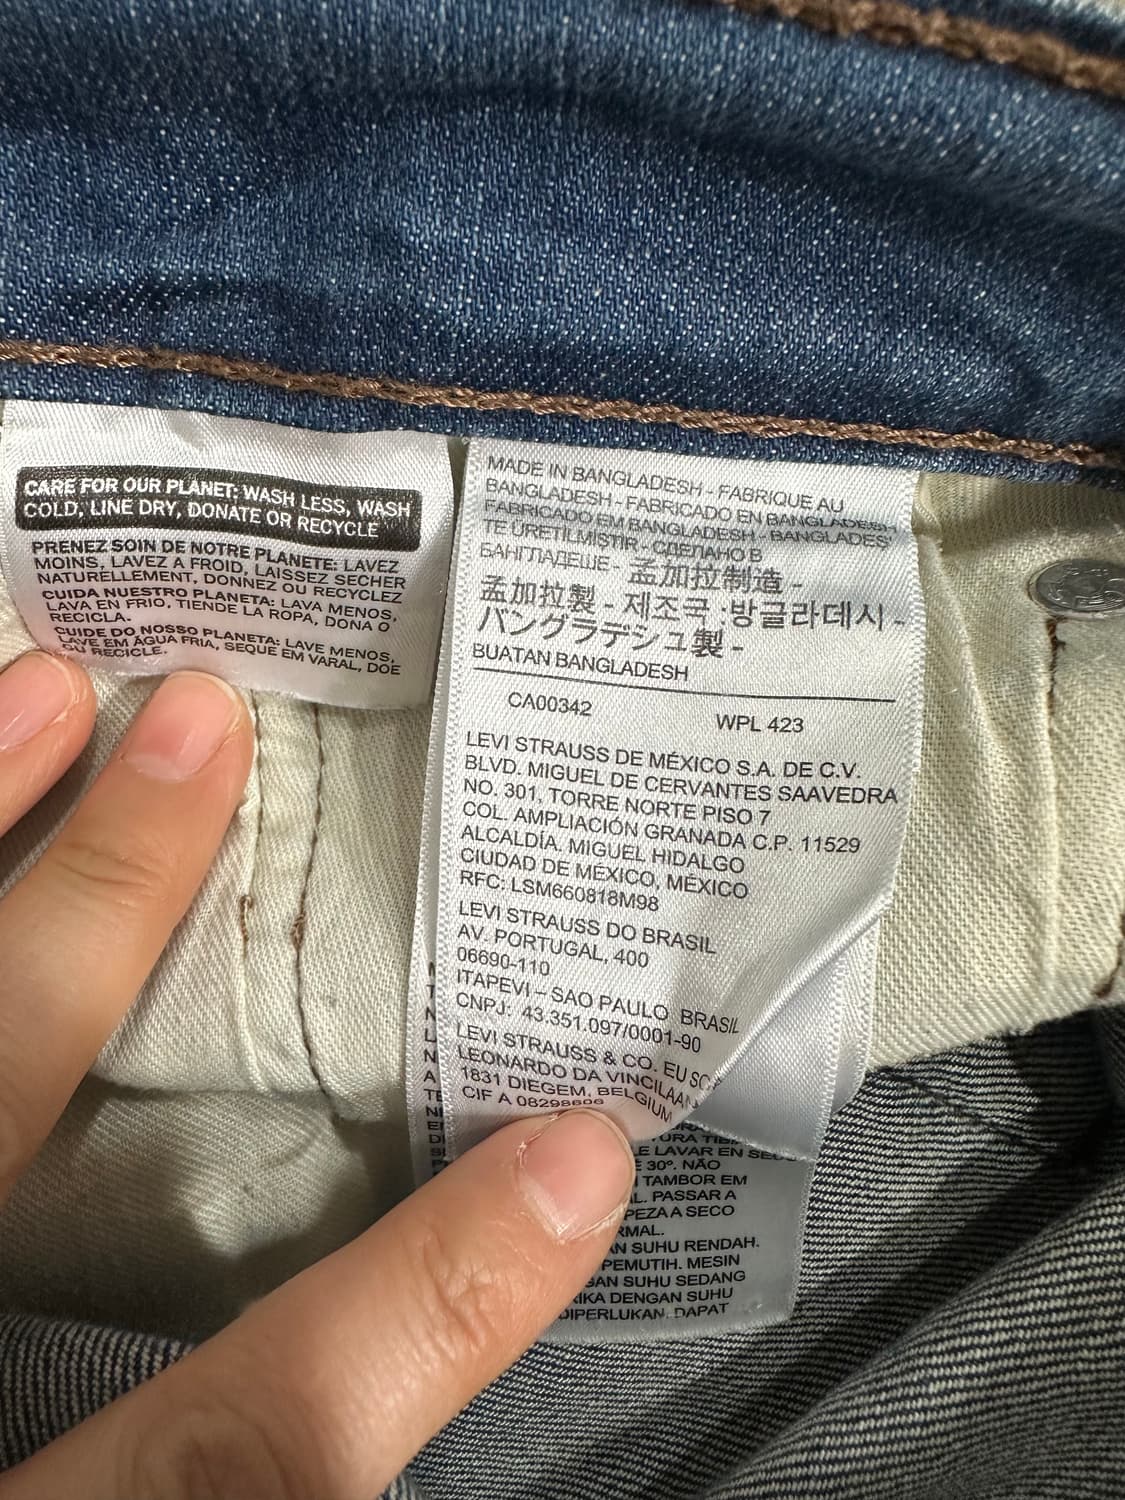 CARE FOR OUR PLANET: WASH LESS, WASH
COLD, LINE DRY, DONATE OR RECYCLE
PRENEZ SOIN DE NOTRE PLANETE: LAVEZ
MOINS, LAVEZ A FROID, LAISSEZ SECHER
NATURELLEMENT, DONNEZ OU RECYCLEZ
CUIDA NUESTRO PLANETA: LAVA MENOS,
LAVA EN FRIO, TIENDE LA ROPA, DONA O
RECICLA.
CUIDE DO NOSSO PLANETA: LAVE MENOS,
LAVE EM ÁGUA FRIA, SEQUE EM VARAL, DOE
OU RECICLE.
MADE IN BANGLADESH - FABRIQUE AU
BANGLADESH - FABRICADO EN BANGLADESH
FABRICADO EM BANGLADESH - BANGLADES'
TE ÜRETILMISTIR - СДЕЛАНО В
БАНГЛАДЕШЕ - 孟加拉制造 -
孟加拉製 - 제조국 :방글라데시 -
バングラデシュ製 -
BUATAN BANGLADESH
CA00342 WPL 423
LEVI STRAUSS DE MÉXICO S.A. DE C.V.
BLVD. MIGUEL DE CERVANTES SAAVEDRA
NO. 301, TORRE NORTE PISO 7
COL. AMPLIACIÓN GRANADA C.P. 11529
ALCALDÍA. MIGUEL HIDALGO
CIUDAD DE MÉXICO, MÉXICO
RFC: LSM660818M98
LEVI STRAUSS DO BRASIL
AV. PORTUGAL, 400
06690-110
ITAPEVI – SAO PAULO BRASIL
CNPJ: 43.351.097/0001-90
LEVI STRAUSS & CO. EU
LEONARDO DA VINCILAAN
1831 DIEGEM, BELGIUM
CIF A 08298606
LAVAR EN
30°. NÃO
TAMBOR EM
PASSAR A
A SECO
SUHU RENDAH.
PEMUTIH. MESIN
SUHU SEDANG
DENGAN SUHU
DIPERLUKAN. DAPAT